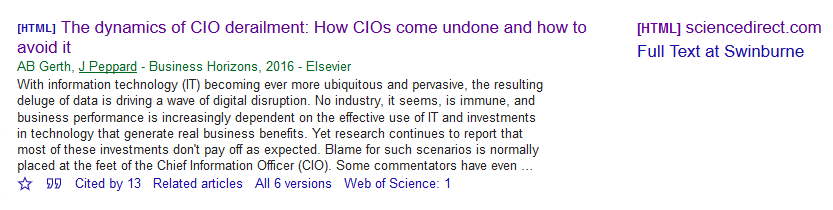 [HTML] The dynamics of CIO derailment: How CIOs come undone and how to
avoid it
AB Gerth, J Peppard - Business Horizons, 2016 - Elsevier
With information technology (IT) becoming ever more ubiquitous and pervasive, the resulting
deluge of data is driving a wave of digital disruption. No industry, it seems, is immune, and
business performance is increasingly dependent on the effective use of IT and investments
in technology that generate real business benefits. Yet research continues to report that
most of these investments don't pay off as expected. Blame for such scenarios is normally
placed at the feet of the Chief Information Officer (CIO). Some commentators have even …
Cited by 13 Related articles All 6 versions Web of Science: 1
[HTML] sciencedirect.com
Full Text at Swinburne